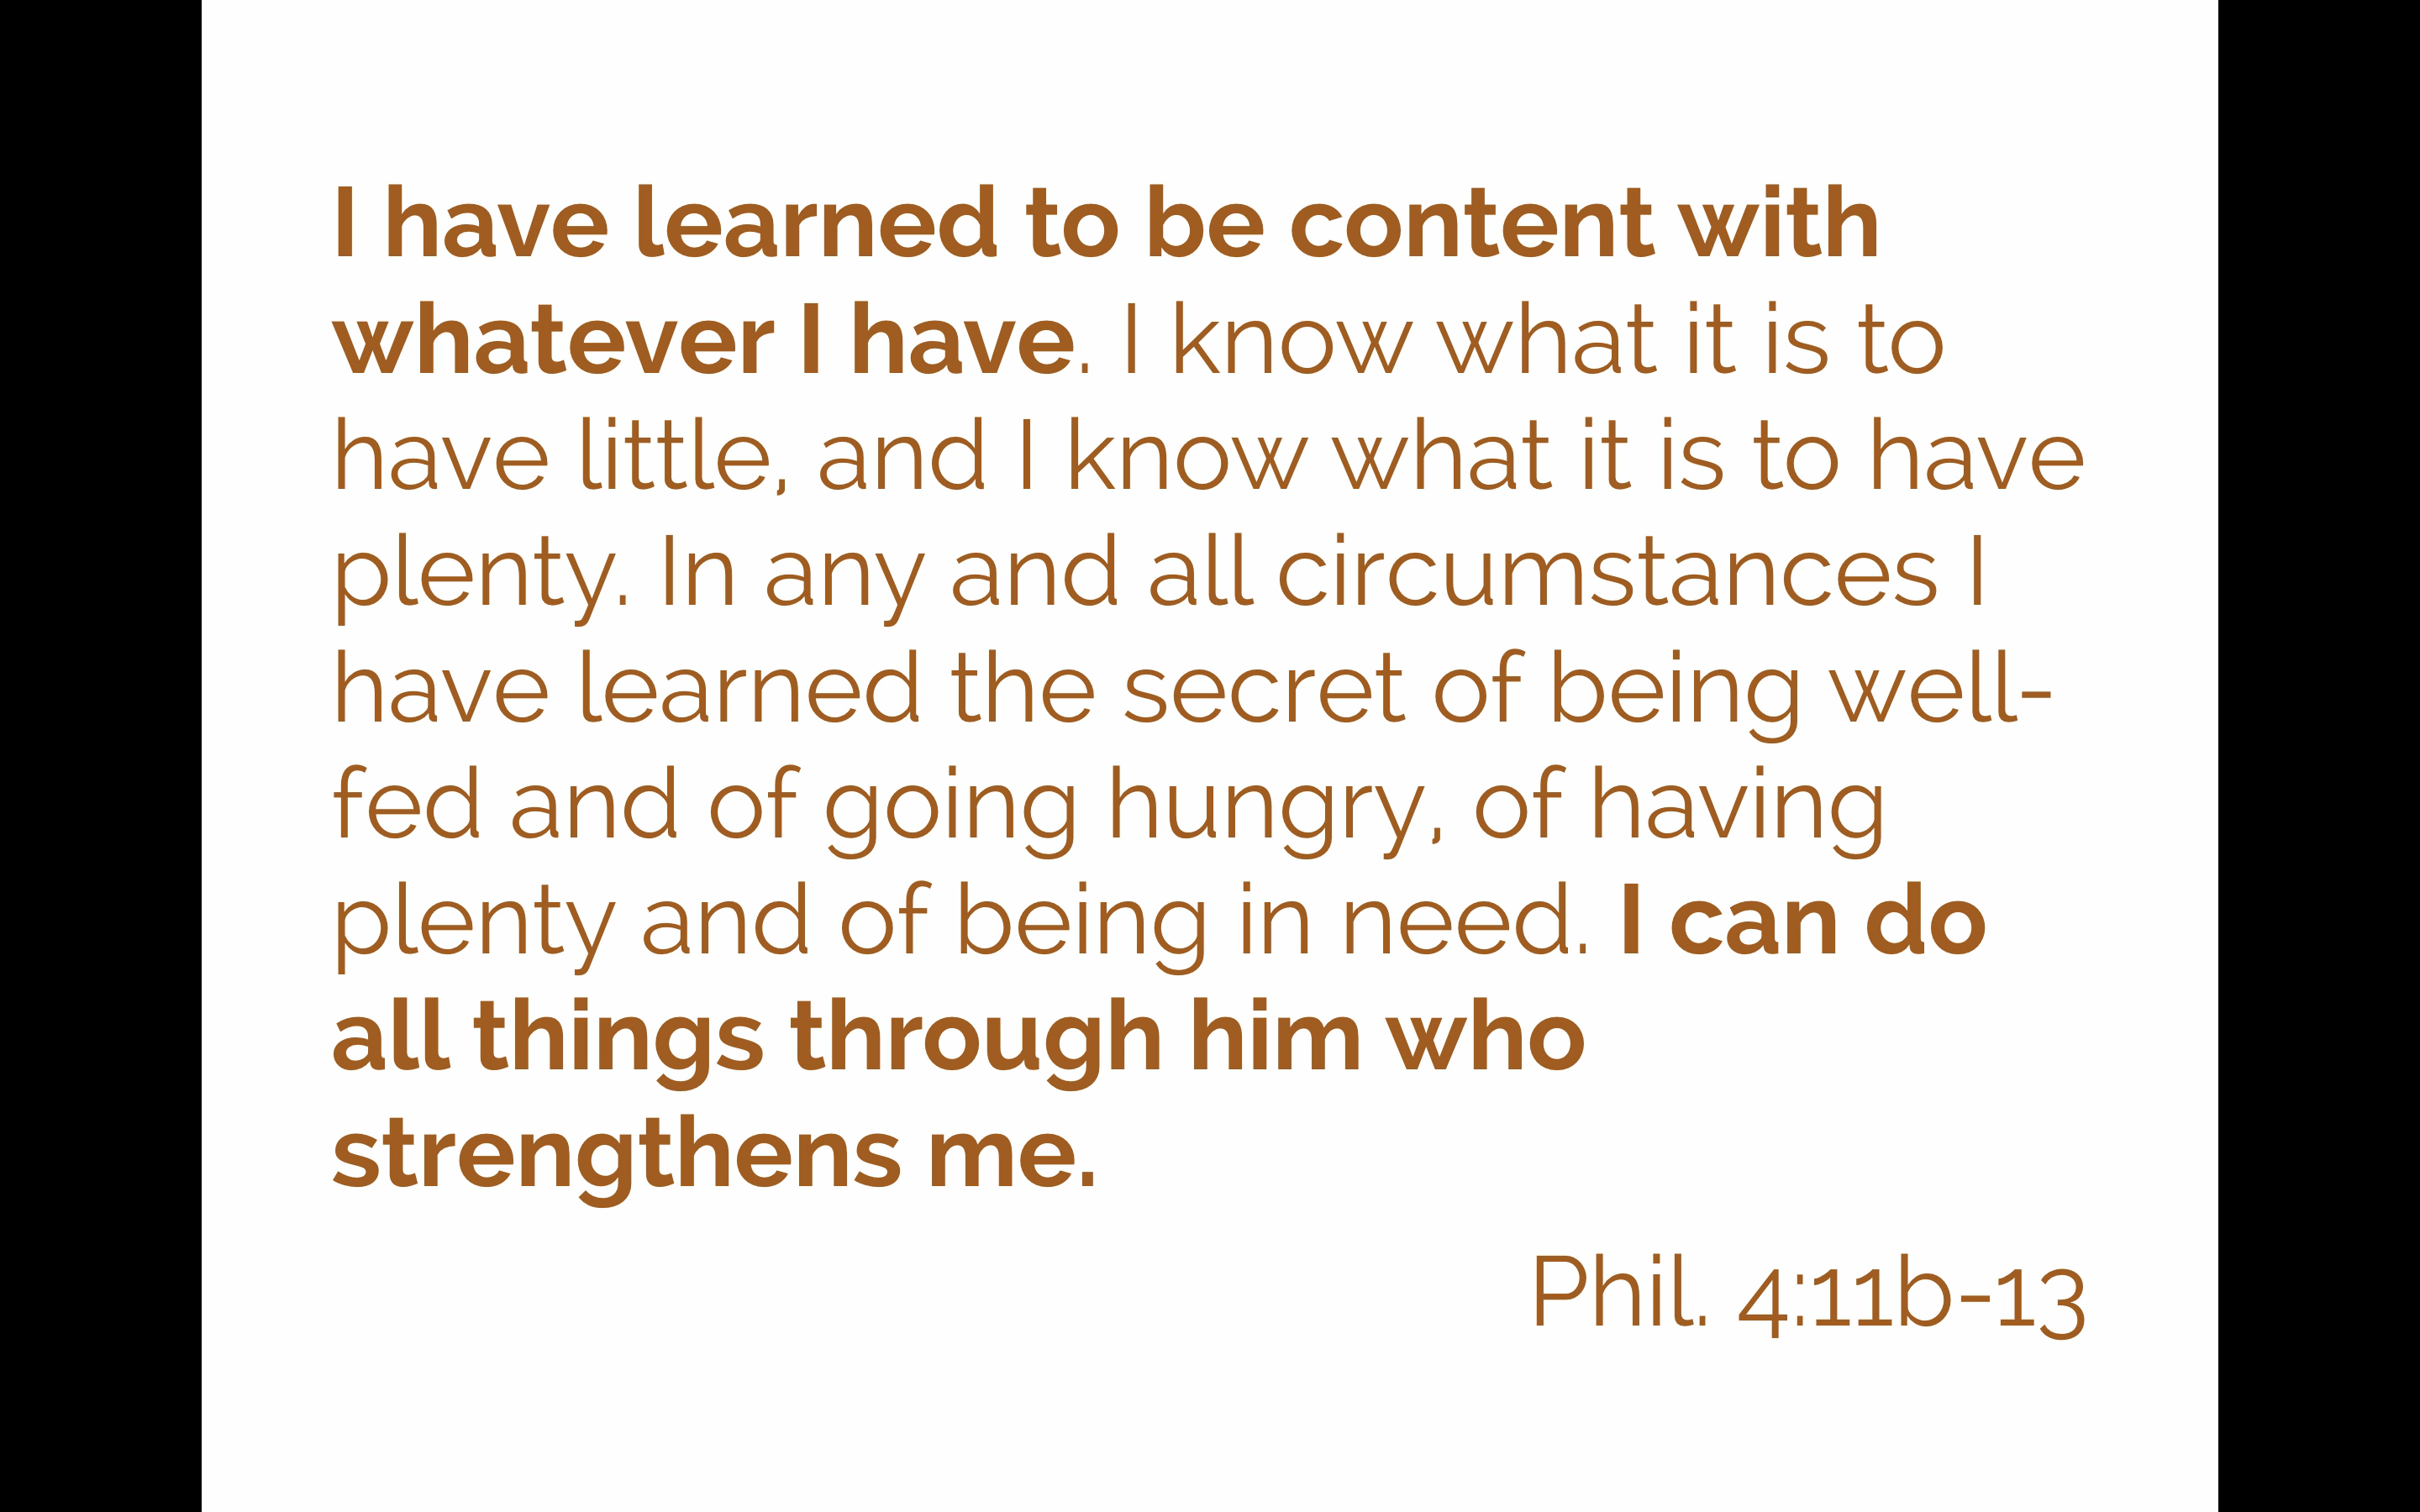 I have learned to be content with
whatever I have. I know what it is to
have little, and I know what it is to have
plenty. In any and all circumstances I
have learned the secret of being well-
fed and of going hungry, of having
plenty and of being in need. I can do
all things through him who
strengthens me.
Phil. 4:11b-13